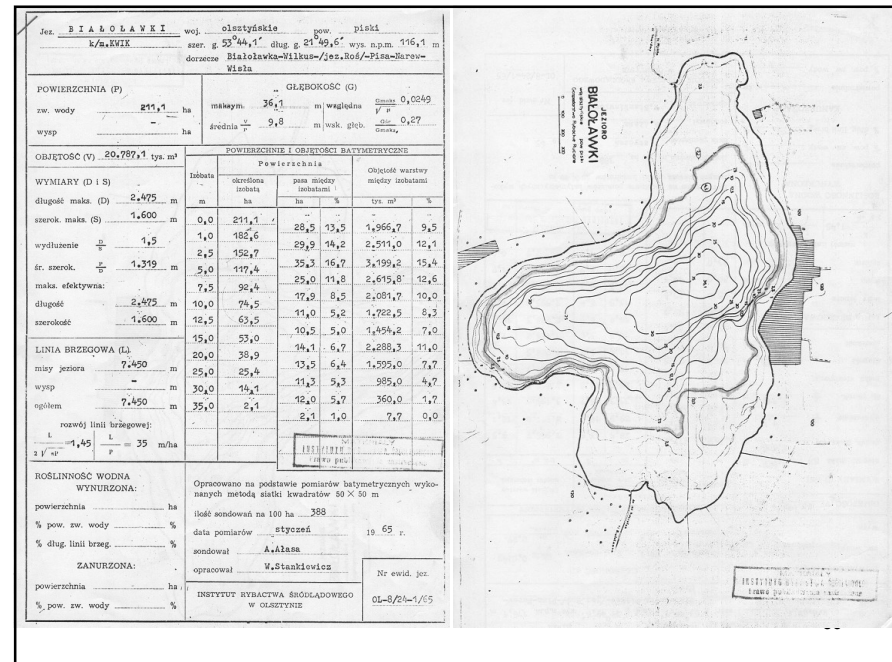 Jez. BIAŁOŁAWKI
k/m.KWIK
woj. olsztyńskie pow. piski
szer. g. 53°44,1′ dług. g. 21°49,6″ wys. n.p.m. 116,1 m
dorzecze Białoławka-Wilkus-/jez.Roś/-Pisa-Narew-
Wisła
POWIERZCHNIA (P)
zw. wody 211,1 ha
wysp - ha
GŁĘBOKOŚĆ (G)
maksym. 36,1 m względna 0,0249
średnia V/P 9,8 m wsk. głęb. 0,27
OBJĘTOŚĆ (V) 20.787,1 tys. m³
WYMIARY (D i S)
długość maks. (D) 2.475 m
szerok. maks. (S) 1.600 m
wydłużenie D/S 1,5
śr. szerok. P/D 1.319 m
maks. efektywna:
długość 2.475 m
szerokość 1.600 m
LINIA BRZEGOWA (L)
misy jeziora 7.450 m
wysp - m
ogółem 7.450 m
rozwój linii brzegowej:
L / 2 √πP = 1,45 L/P = 35 m/ha
POWIERZCHNIE I OBJĘTOŚCI BATYMETRYCZNE
Izobata Powierzchnia Objętość warstwy
określona izobatą pasa między izobatami między izobatami
m ha ha % tys. m³ %
0,0 211,1
28,5 13,5 1.966,7 9,5
1,0 182,6
29,9 14,2 2.511,0 12,1
2,5 152,7
35,3 16,7 3.199,2 15,4
5,0 117,4
25,0 11,8 2.615,8 12,6
7,5 92,4
17,9 8,5 2.081,7 10,0
10,0 74,5
11,0 5,2 1.722,5 8,3
12,5 63,5
10,5 5,0 1.454,2 7,0
15,0 53,0
14,1 6,7 2.288,3 11,0
20,0 38,9
13,5 6,4 1.595,0 7,7
25,0 25,4
11,3 5,3 985,0 4,7
30,0 14,1
12,0 5,7 360,0 1,7
35,0 2,1
2,1 1,0 7,7 0,0
ROŚLINNOŚĆ WODNA
WYNURZONA:
powierzchnia ha
% pow. zw. wody %
% dług. linii brzeg. %
ZANURZONA:
powierzchnia ha
% pow. zw. wody %
Opracowano na podstawie pomiarów batymetrycznych wyko-
nanych metodą siatki kwadratów 50 × 50 m
ilość sondowań na 100 ha 388
data pomiarów styczeń 1965 r.
sondował A.Ałasa
opracował W.Stankiewicz
INSTYTUT RYBACTWA ŚRÓDLĄDOWEGO
W OLSZTYNIE
Nr ewid. jez.
OL-8/24-1/65
JEZIORO
BIAŁOŁAWKI